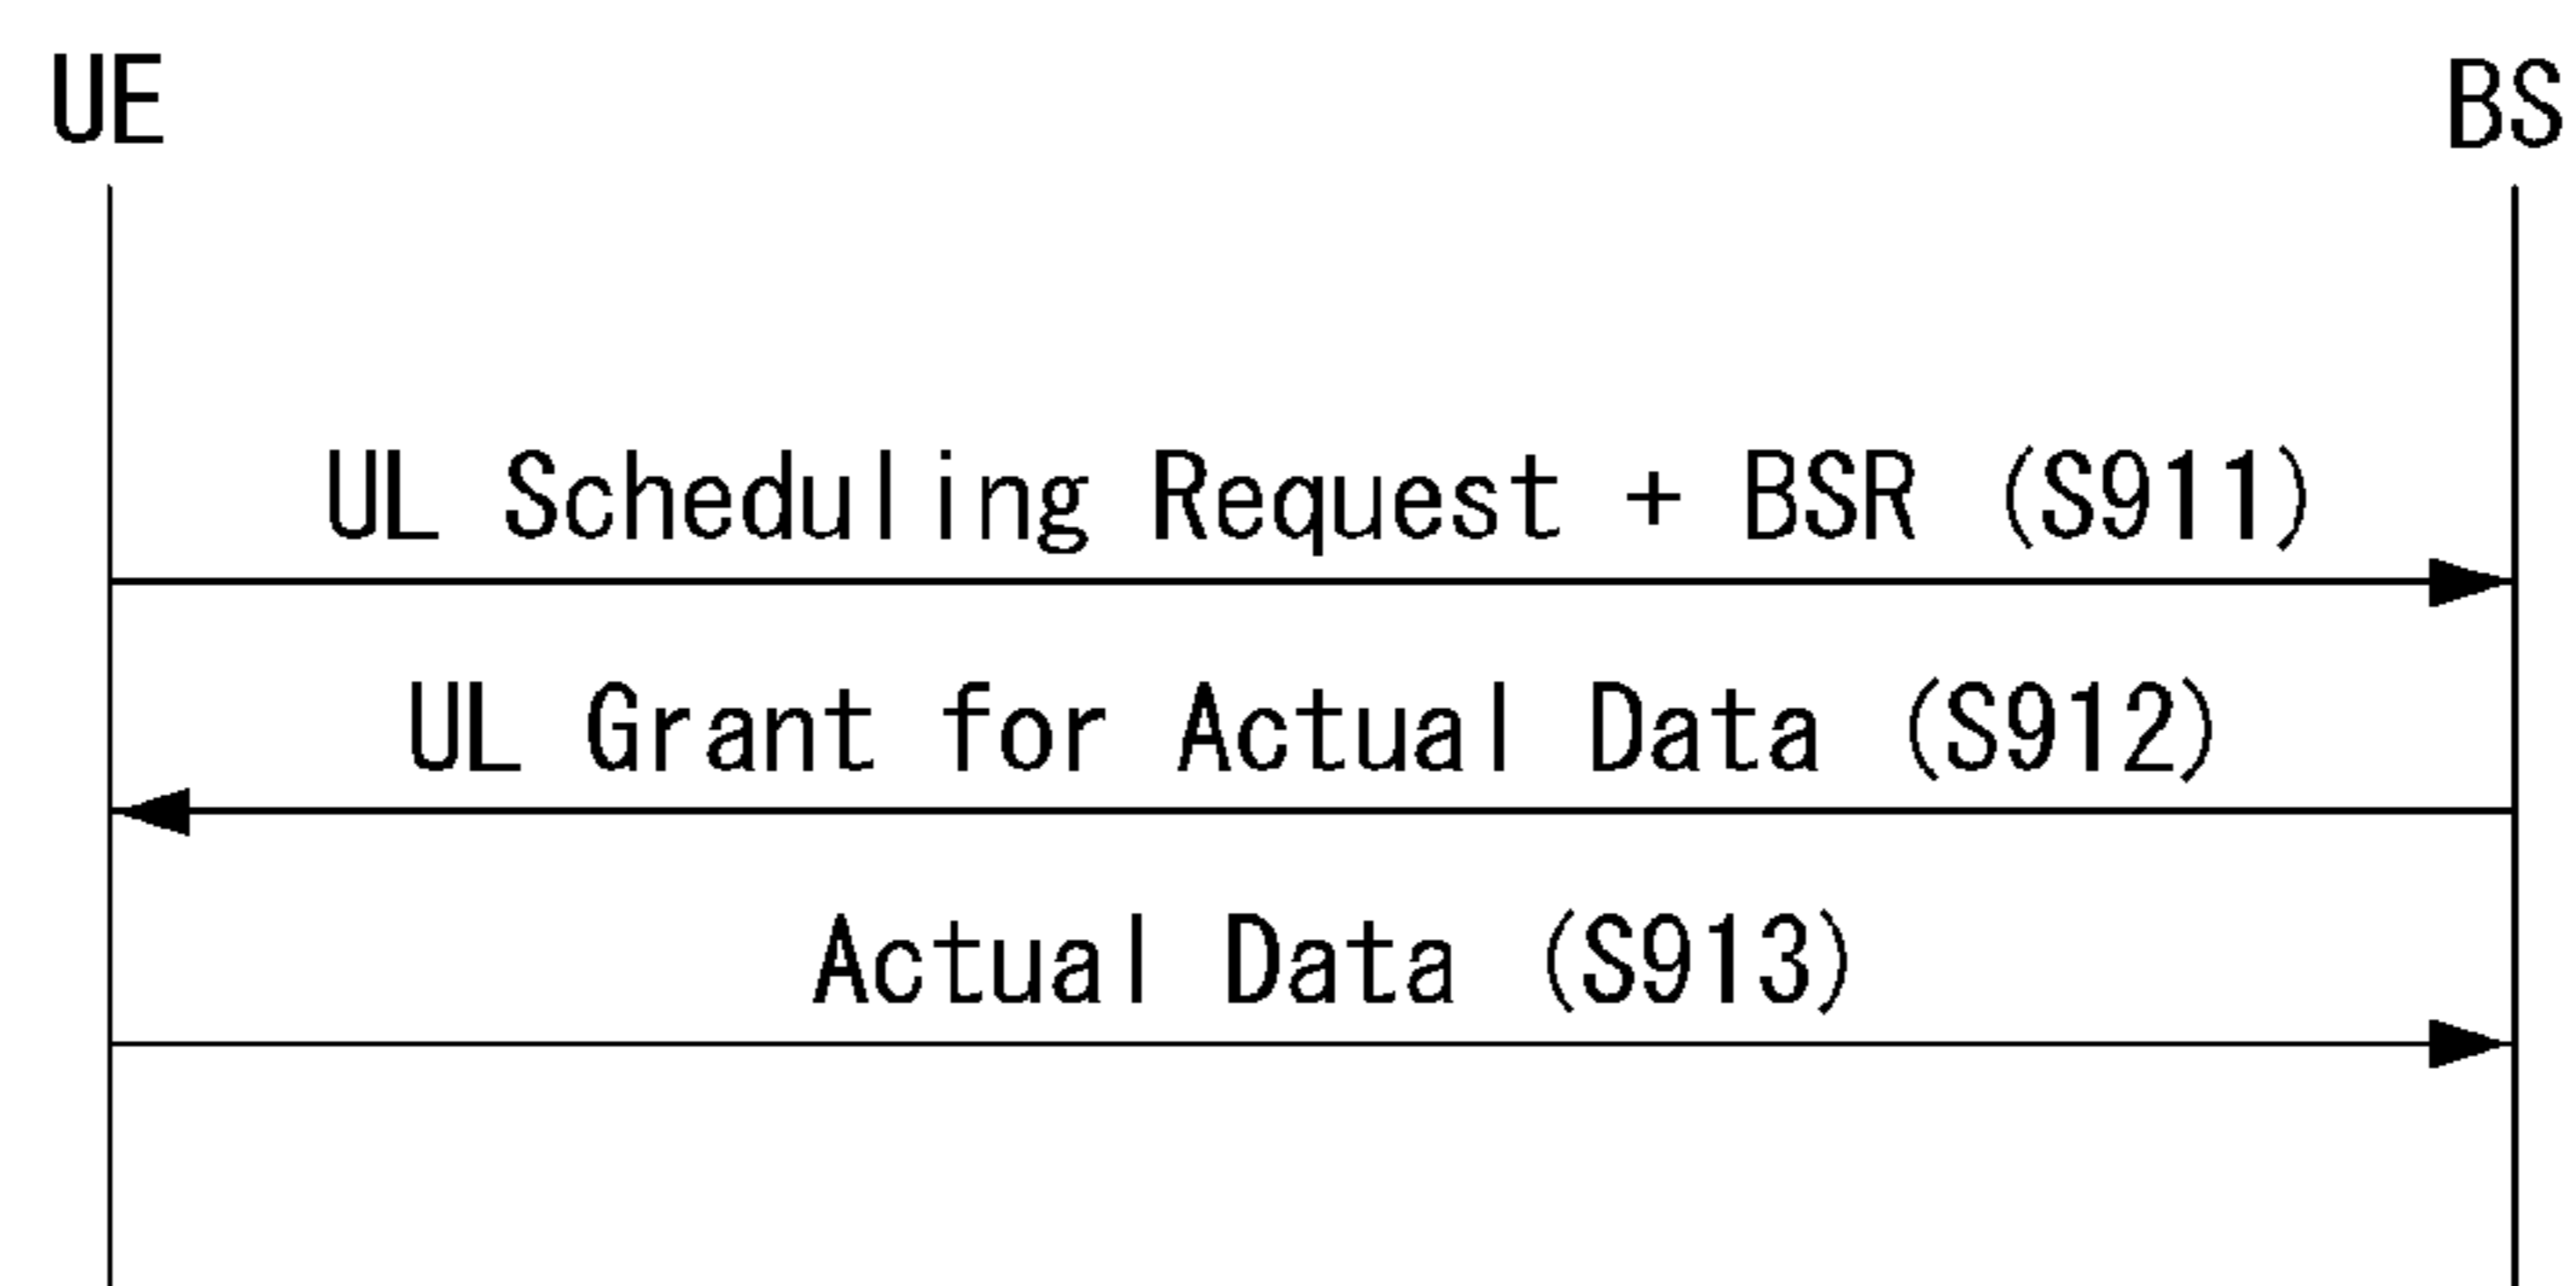 UE BS
UL Scheduling Request + BSR (S911)
UL Grant for Actual Data (S912)
Actual Data (S913)